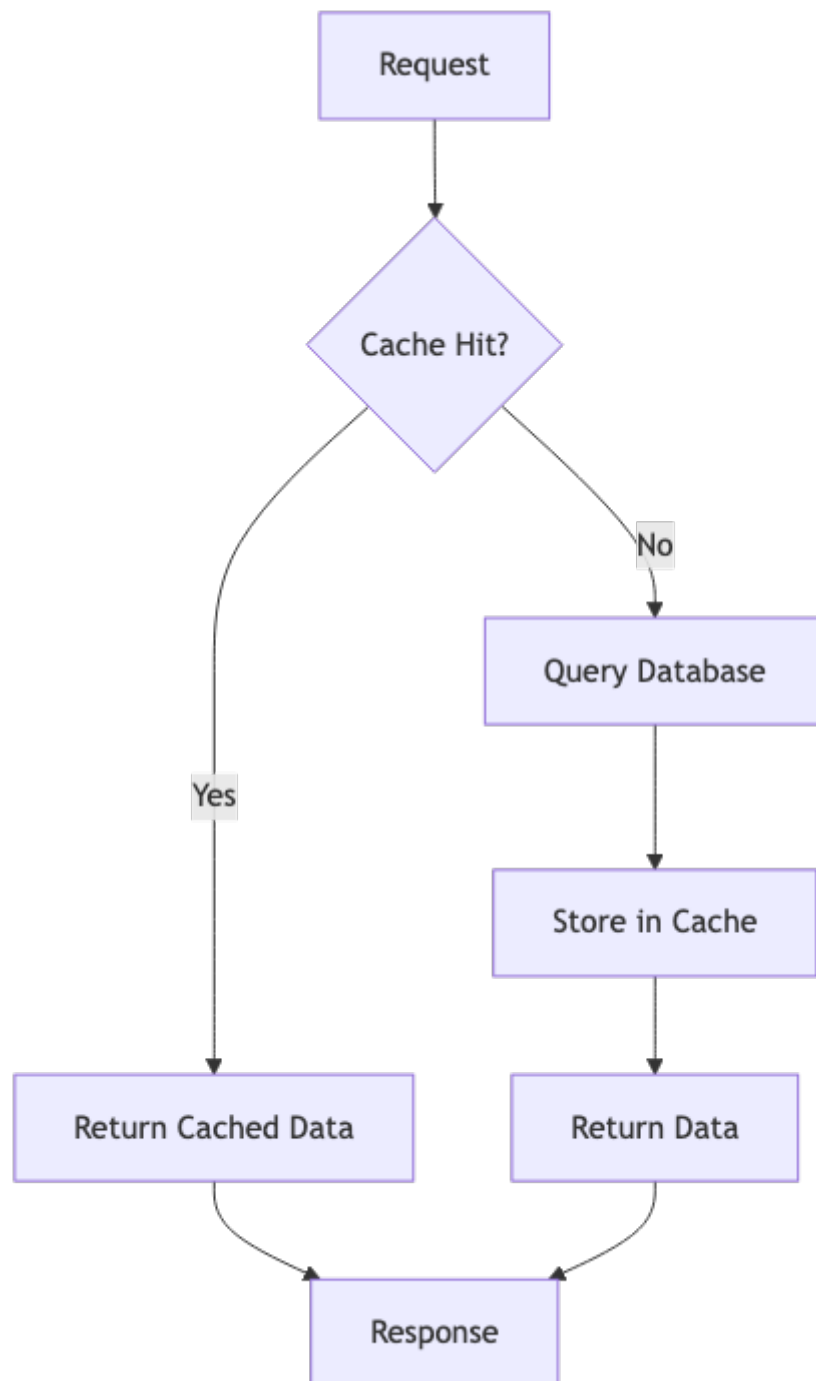 Request
Cache Hit?
No
Query Database
Yes
Store in Cache
Return Cached Data
Return Data
Response